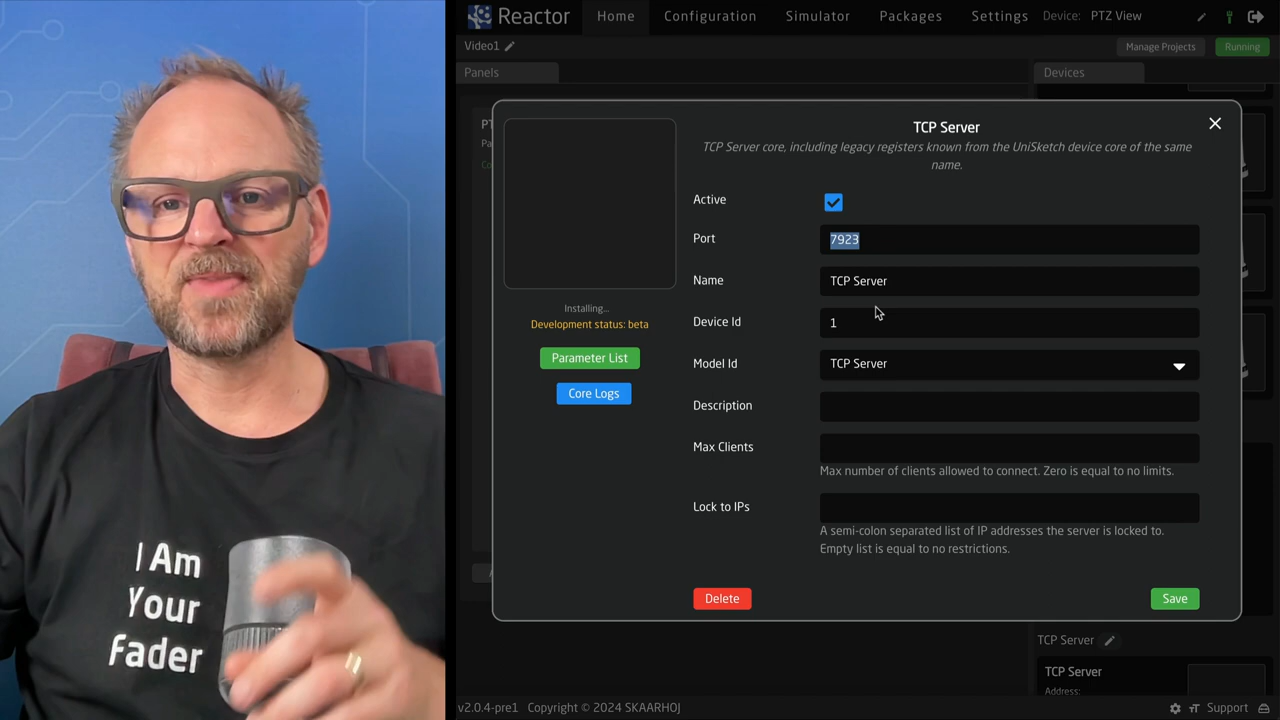 I Am
Your
Fader
Reactor
Home
Configuration
Simulator
Packages
Settings
Device: PTZ View
Video1
Manage Projects
Running
Panels
Devices
TCP Server
TCP Server core, including legacy registers known from the UniSketch device core of the same
name.
Active
Port
7923
Name
TCP Server
Installing...
Development status: beta
Device Id
1
Parameter List
Model Id
TCP Server
Core Logs
Description
Max Clients
Max number of clients allowed to connect. Zero is equal to no limits.
Lock to IPs
A semi-colon separated list of IP addresses the server is locked to.
Empty list is equal to no restrictions.
Delete
Save
TCP Server
TCP Server
Address:
v2.0.4-pre1 Copyright © 2024 SKAARHOJ
Support